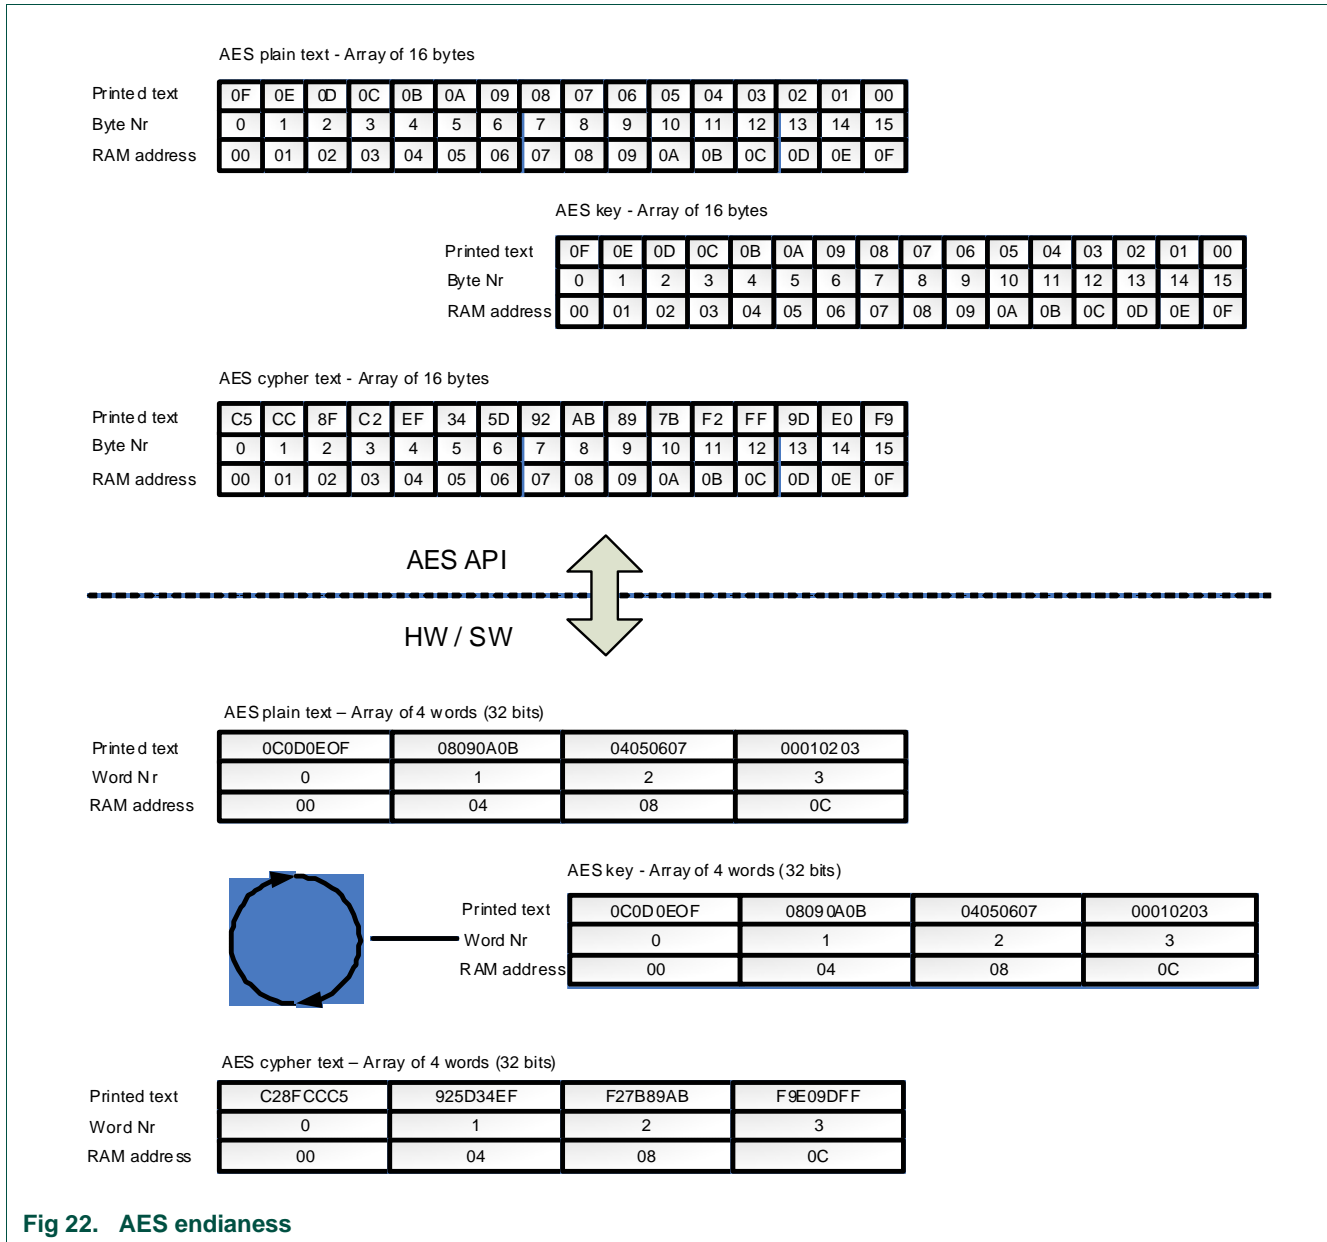 AES plain text - Array of 16 bytes
Printed text 0F 0E 0D 0C 0B 0A 09 08 07 06 05 04 03 02 01 00
Byte Nr 0 1 2 3 4 5 6 7 8 9 10 11 12 13 14 15
RAM address 00 01 02 03 04 05 06 07 08 09 0A 0B 0C 0D 0E 0F
AES key - Array of 16 bytes
Printed text 0F 0E 0D 0C 0B 0A 09 08 07 06 05 04 03 02 01 00
Byte Nr 0 1 2 3 4 5 6 7 8 9 10 11 12 13 14 15
RAM address 00 01 02 03 04 05 06 07 08 09 0A 0B 0C 0D 0E 0F
AES cypher text - Array of 16 bytes
Printed text C5 CC 8F C2 EF 34 5D 92 AB 89 7B F2 FF 9D E0 F9
Byte Nr 0 1 2 3 4 5 6 7 8 9 10 11 12 13 14 15
RAM address 00 01 02 03 04 05 06 07 08 09 0A 0B 0C 0D 0E 0F
AES API
HW / SW
AES plain text – Array of 4 words (32 bits)
Printed text 0C0D0EOF 08090A0B 04050607 00010203
Word Nr 0 1 2 3
RAM address 00 04 08 0C
AES key - Array of 4 words (32 bits)
Printed text 0C0D0EOF 08090A0B 04050607 00010203
Word Nr 0 1 2 3
RAM address 00 04 08 0C
AES cypher text – Array of 4 words (32 bits)
Printed text C28FCCC5 925D34EF F27B89AB F9E09DFF
Word Nr 0 1 2 3
RAM address 00 04 08 0C
Fig 22. AES endianess